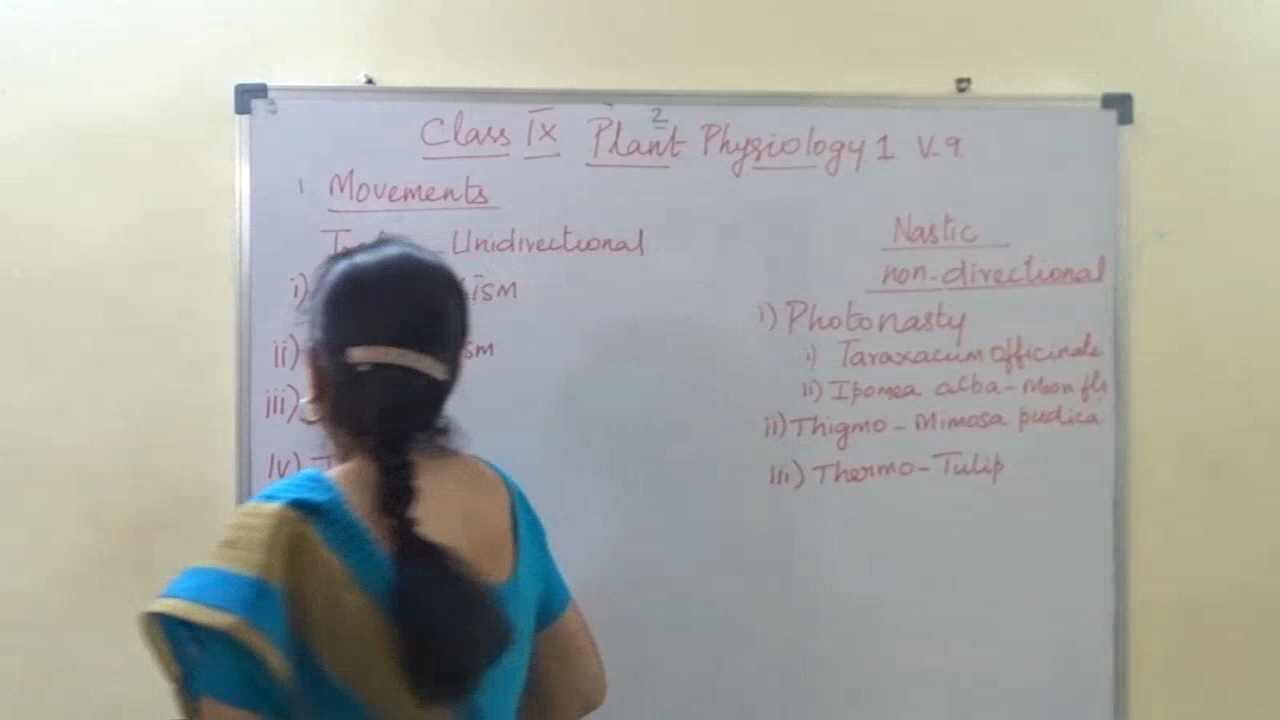 2
Class IX Plant Physiology 1 V.9
1. Movements
Unidirectional
i)
ii)
iii)
iv)
Nastic
non-directional
i) Photonasty
i) Taraxacum officinale
ii) Ipomea alba - Moon fl
ii) Thigmo - Mimosa pudica
iii) Thermo - Tulip